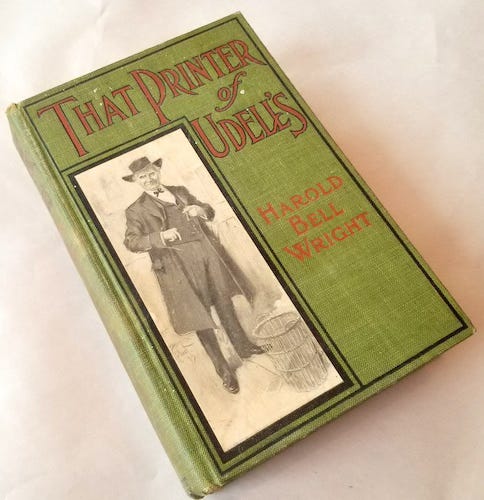 THAT PRINTER
of
UDELL'S
HAROLD
BELL
WRIGHT